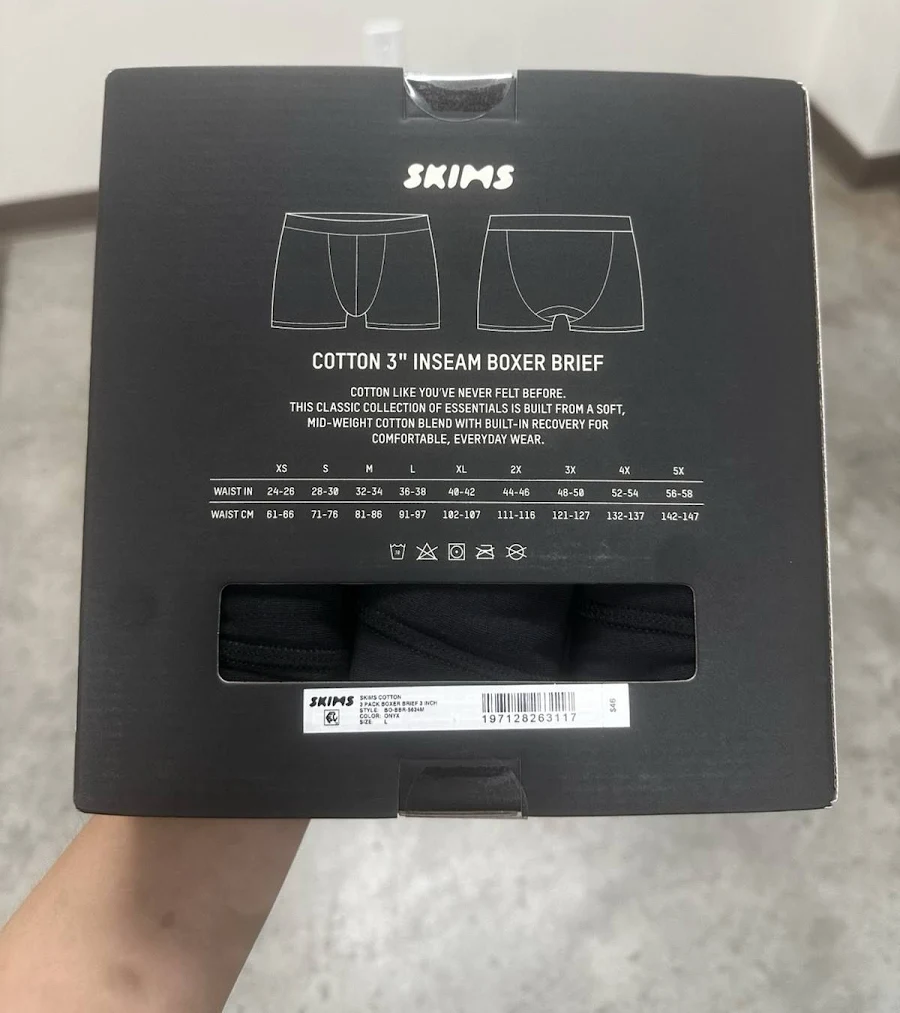 SKIMS
COTTON 3" INSEAM BOXER BRIEF
COTTON LIKE YOU'VE NEVER FELT BEFORE.
THIS CLASSIC COLLECTION OF ESSENTIALS IS BUILT FROM A SOFT,
MID-WEIGHT COTTON BLEND WITH BUILT-IN RECOVERY FOR
COMFORTABLE, EVERYDAY WEAR.
XS S M L XL 2X 3X 4X 5X
WAIST IN 24-26 28-30 32-34 36-38 40-42 44-46 48-50 52-54 56-58
WAIST CM 61-66 71-76 81-86 91-97 102-107 111-116 121-127 132-137 142-147
SKIMS
SKIMS COTTON
3 PACK BOXER BRIEF 3 INCH
STYLE:
COLOR: ONYX
SIZE: L
197128263117
$46